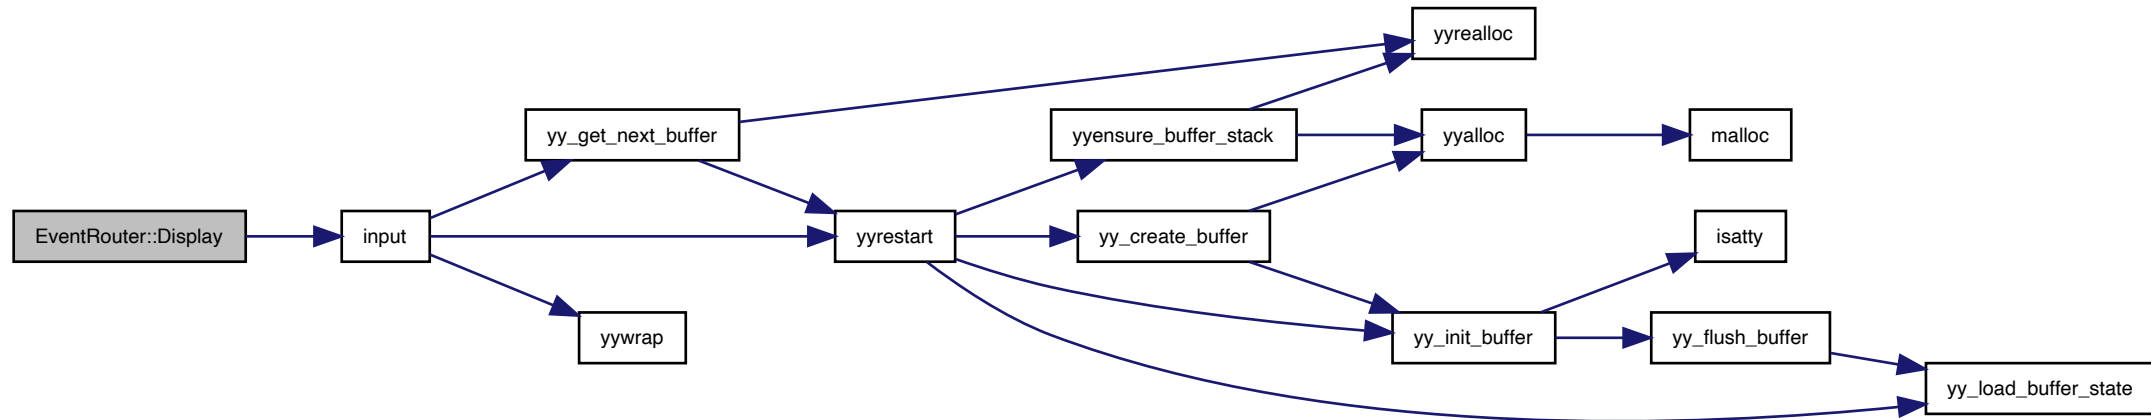 yyrealloc
yy_get_next_buffer
yyensure_buffer_stack
yyalloc
malloc
EventRouter::Display
input
yyrestart
yy_create_buffer
isatty
yywrap
yy_init_buffer
yy_flush_buffer
yy_load_buffer_state